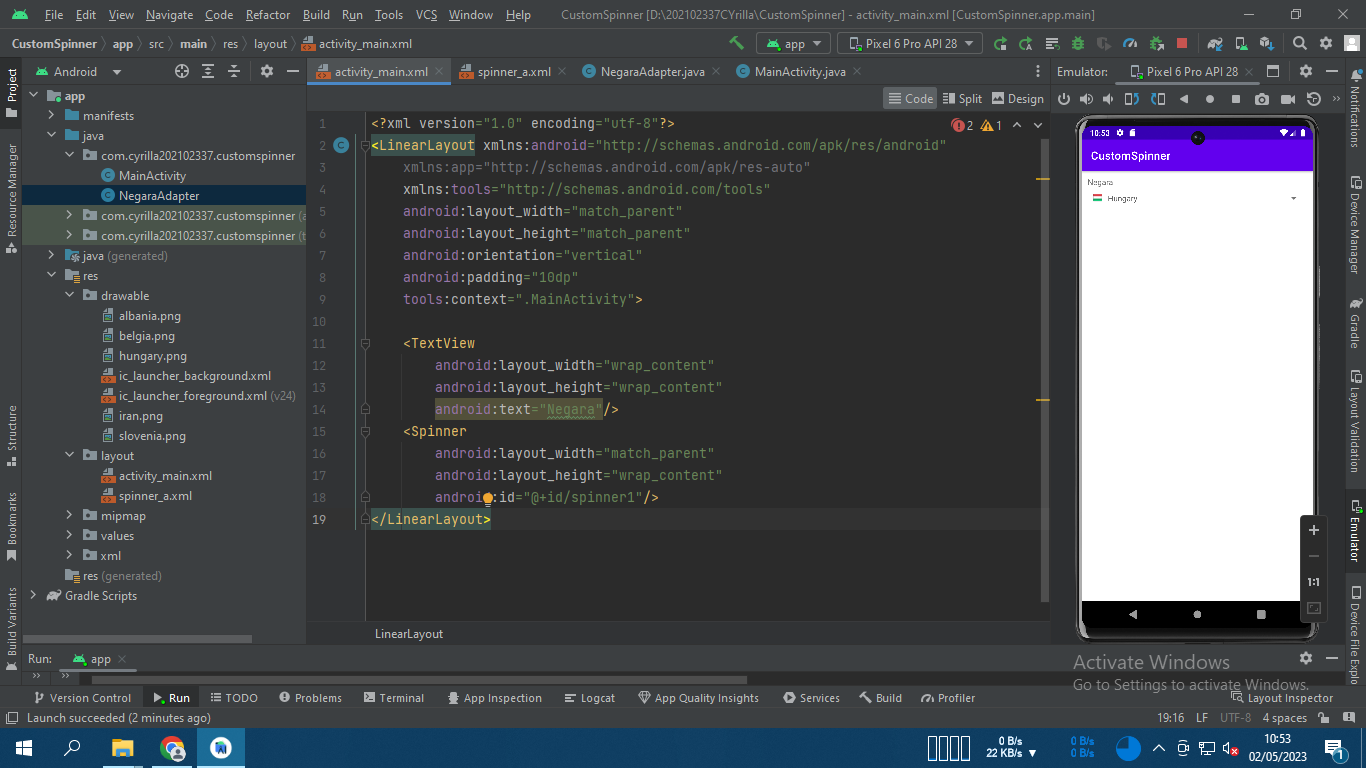 File Edit View Navigate Code Refactor Build Run Tools VCS Window Help CustomSpinner [D:\202102337CYrilla\CustomSpinner] - activity_main.xml [CustomSpinner.app.main]
CustomSpinner app src main res layout activity_main.xml
app Pixel 6 Pro API 28
Android
activity_main.xml spinner_a.xml NegaraAdapter.java MainActivity.java
Emulator: Pixel 6 Pro API 28
Code Split Design
Project
Resource Manager
Structure
Bookmarks
Build Variants
app
manifests
java
com.cyrilla202102337.customspinner
MainActivity
NegaraAdapter
com.cyrilla202102337.customspinner (a
com.cyrilla202102337.customspinner (t
java (generated)
res
drawable
albania.png
belgia.png
hungary.png
ic_launcher_background.xml
ic_launcher_foreground.xml (v24)
iran.png
slovenia.png
layout
activity_main.xml
spinner_a.xml
mipmap
values
xml
res (generated)
Gradle Scripts
2 1
1 <?xml version="1.0" encoding="utf-8"?>
2 <LinearLayout xmlns:android="http://schemas.android.com/apk/res/android"
3 xmlns:app="http://schemas.android.com/apk/res-auto"
4 xmlns:tools="http://schemas.android.com/tools"
5 android:layout_width="match_parent"
6 android:layout_height="match_parent"
7 android:orientation="vertical"
8 android:padding="10dp"
9 tools:context=".MainActivity">
10
11 <TextView
12 android:layout_width="wrap_content"
13 android:layout_height="wrap_content"
14 android:text="Negara"/>
15 <Spinner
16 android:layout_width="match_parent"
17 android:layout_height="wrap_content"
18 android:id="@+id/spinner1"/>
19 </LinearLayout>
LinearLayout
10:53
CustomSpinner
Negara
Hungary
1:1
Notifications
Device Manager
Gradle
Layout Validation
Emulator
Device File Explo
Run: app
Activate Windows
Go to Settings to activate Windows.
Version Control Run TODO Problems Terminal App Inspection Logcat App Quality Insights Services Build Profiler Layout Inspector
Launch succeeded (2 minutes ago)
19:16 LF UTF-8 4 spaces
0 B/s
22 KB/s
0 B/s
0 B/s
10:53
02/05/2023
1